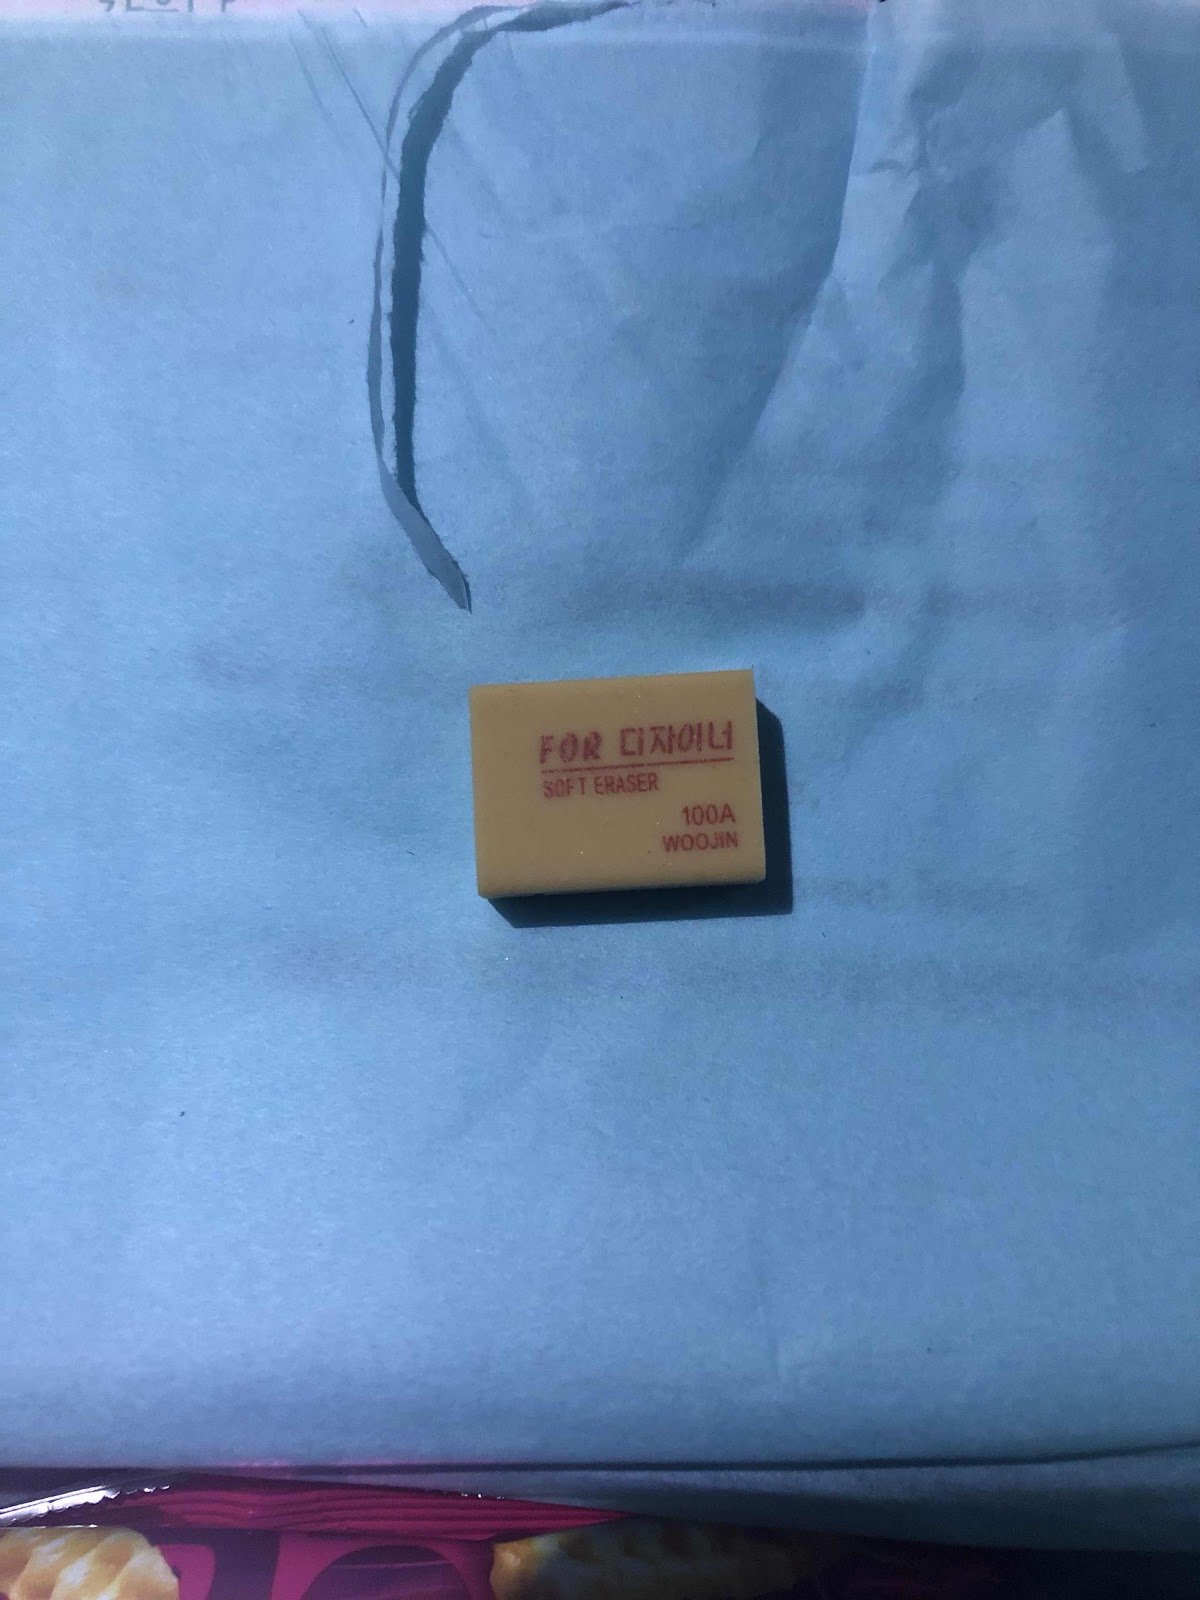 FOR 디자이너
SOFT ERASER
100A
WOOJIN